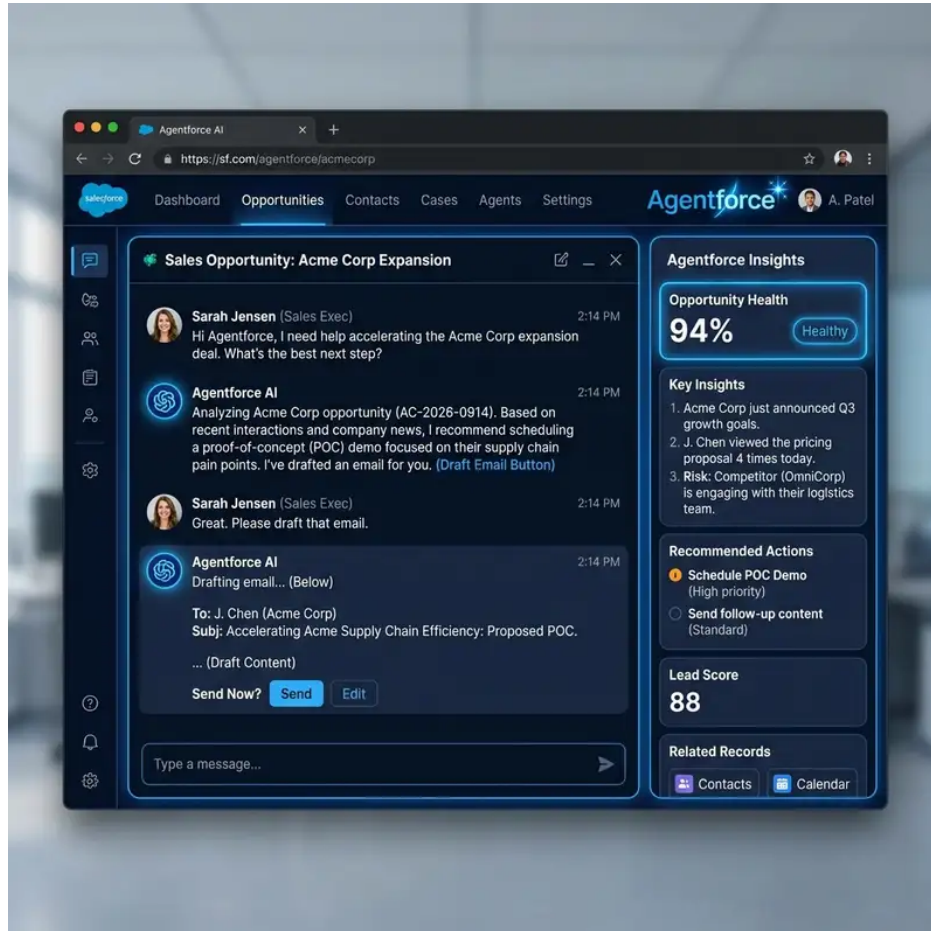 Agentforce AI
https://sf.com/agentforce/acmecorp
salesforce
Dashboard
Opportunities
Contacts
Cases
Agents
Settings
Agentforce
A. Patel
Sales Opportunity: Acme Corp Expansion
Sarah Jensen (Sales Exec)
2:14 PM
Hi Agentforce, I need help accelerating the Acme Corp expansion
deal. What's the best next step?
Agentforce AI
2:14 PM
Analyzing Acme Corp opportunity (AC-2026-0914). Based on
recent interactions and company news, I recommend scheduling
a proof-of-concept (POC) demo focused on their supply chain
pain points. I've drafted an email for you. (Draft Email Button)
Sarah Jensen (Sales Exec)
2:14 PM
Great. Please draft that email.
Agentforce AI
2:14 PM
Drafting email... (Below)
To: J. Chen (Acme Corp)
Subj: Accelerating Acme Supply Chain Efficiency: Proposed POC.
... (Draft Content)
Send Now?
Send
Edit
Type a message...
Agentforce Insights
Opportunity Health
94%
Healthy
Key Insights
1. Acme Corp just announced Q3
growth goals.
2. J. Chen viewed the pricing
proposal 4 times today.
3. Risk: Competitor (OmniCorp)
is engaging with their logistics
team.
Recommended Actions
Schedule POC Demo
(High priority)
Send follow-up content
(Standard)
Lead Score
88
Related Records
Contacts
Calendar